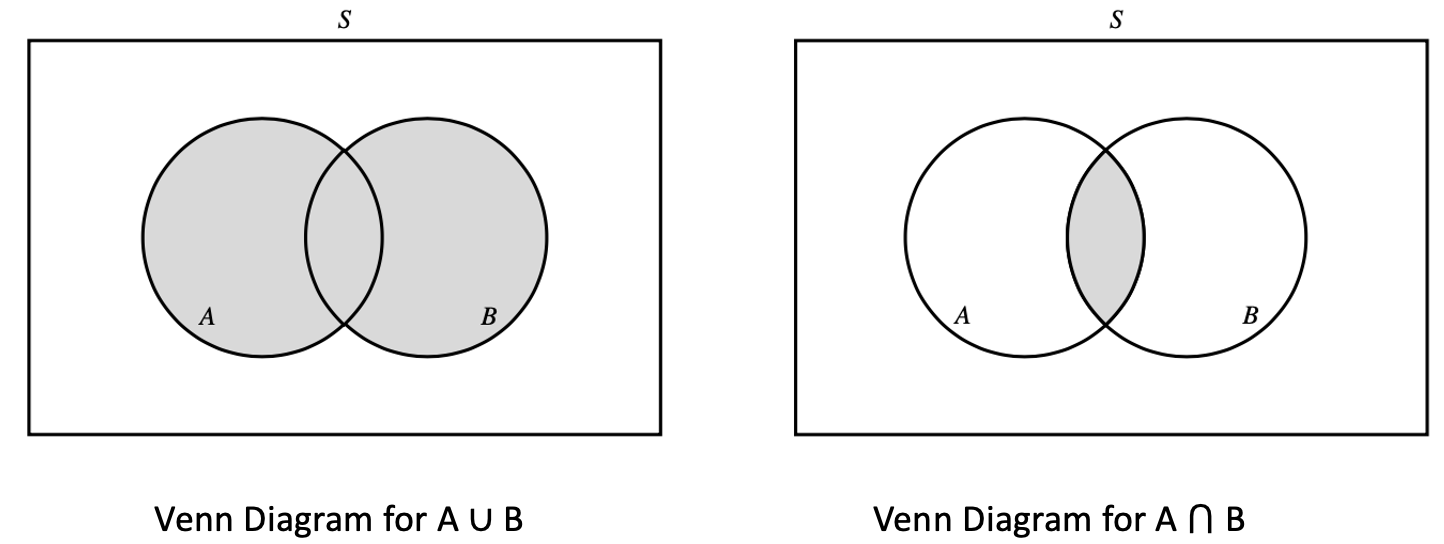 S
S
A
B
A
B
Venn Diagram for A ∪ B
Venn Diagram for A ⋂ B